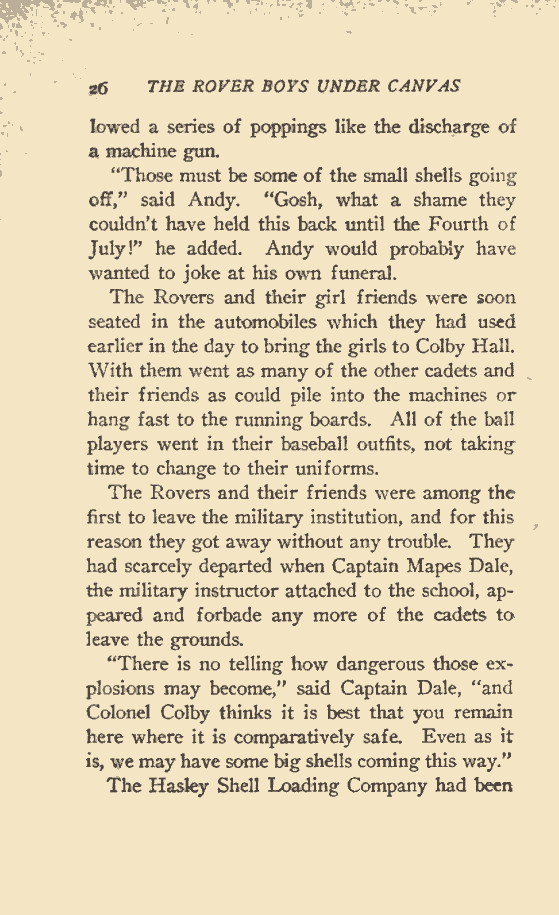 26 THE ROVER BOYS UNDER CANVAS
lowed a series of poppings like the discharge of
a machine gun.
“Those must be some of the small shells going
off,” said Andy. “Gosh, what a shame they
couldn’t have held this back until the Fourth of
July!” he added. Andy would probably have
wanted to joke at his own funeral.
The Rovers and their girl friends were soon
seated in the automobiles which they had used
earlier in the day to bring the girls to Colby Hall.
With them went as many of the other cadets and
their friends as could pile into the machines or
hang fast to the running boards. All of the ball
players went in their baseball outfits, not taking
time to change to their uniforms.
The Rovers and their friends were among the
first to leave the military institution, and for this
reason they got away without any trouble. They
had scarcely departed when Captain Mapes Dale,
the military instructor attached to the school, ap-
peared and forbade any more of the cadets to
leave the grounds.
“There is no telling how dangerous those ex-
plosions may become,” said Captain Dale, “and
Colonel Colby thinks it is best that you remain
here where it is comparatively safe. Even as it
is, we may have some big shells coming this way.”
The Hasley Shell Loading Company had been